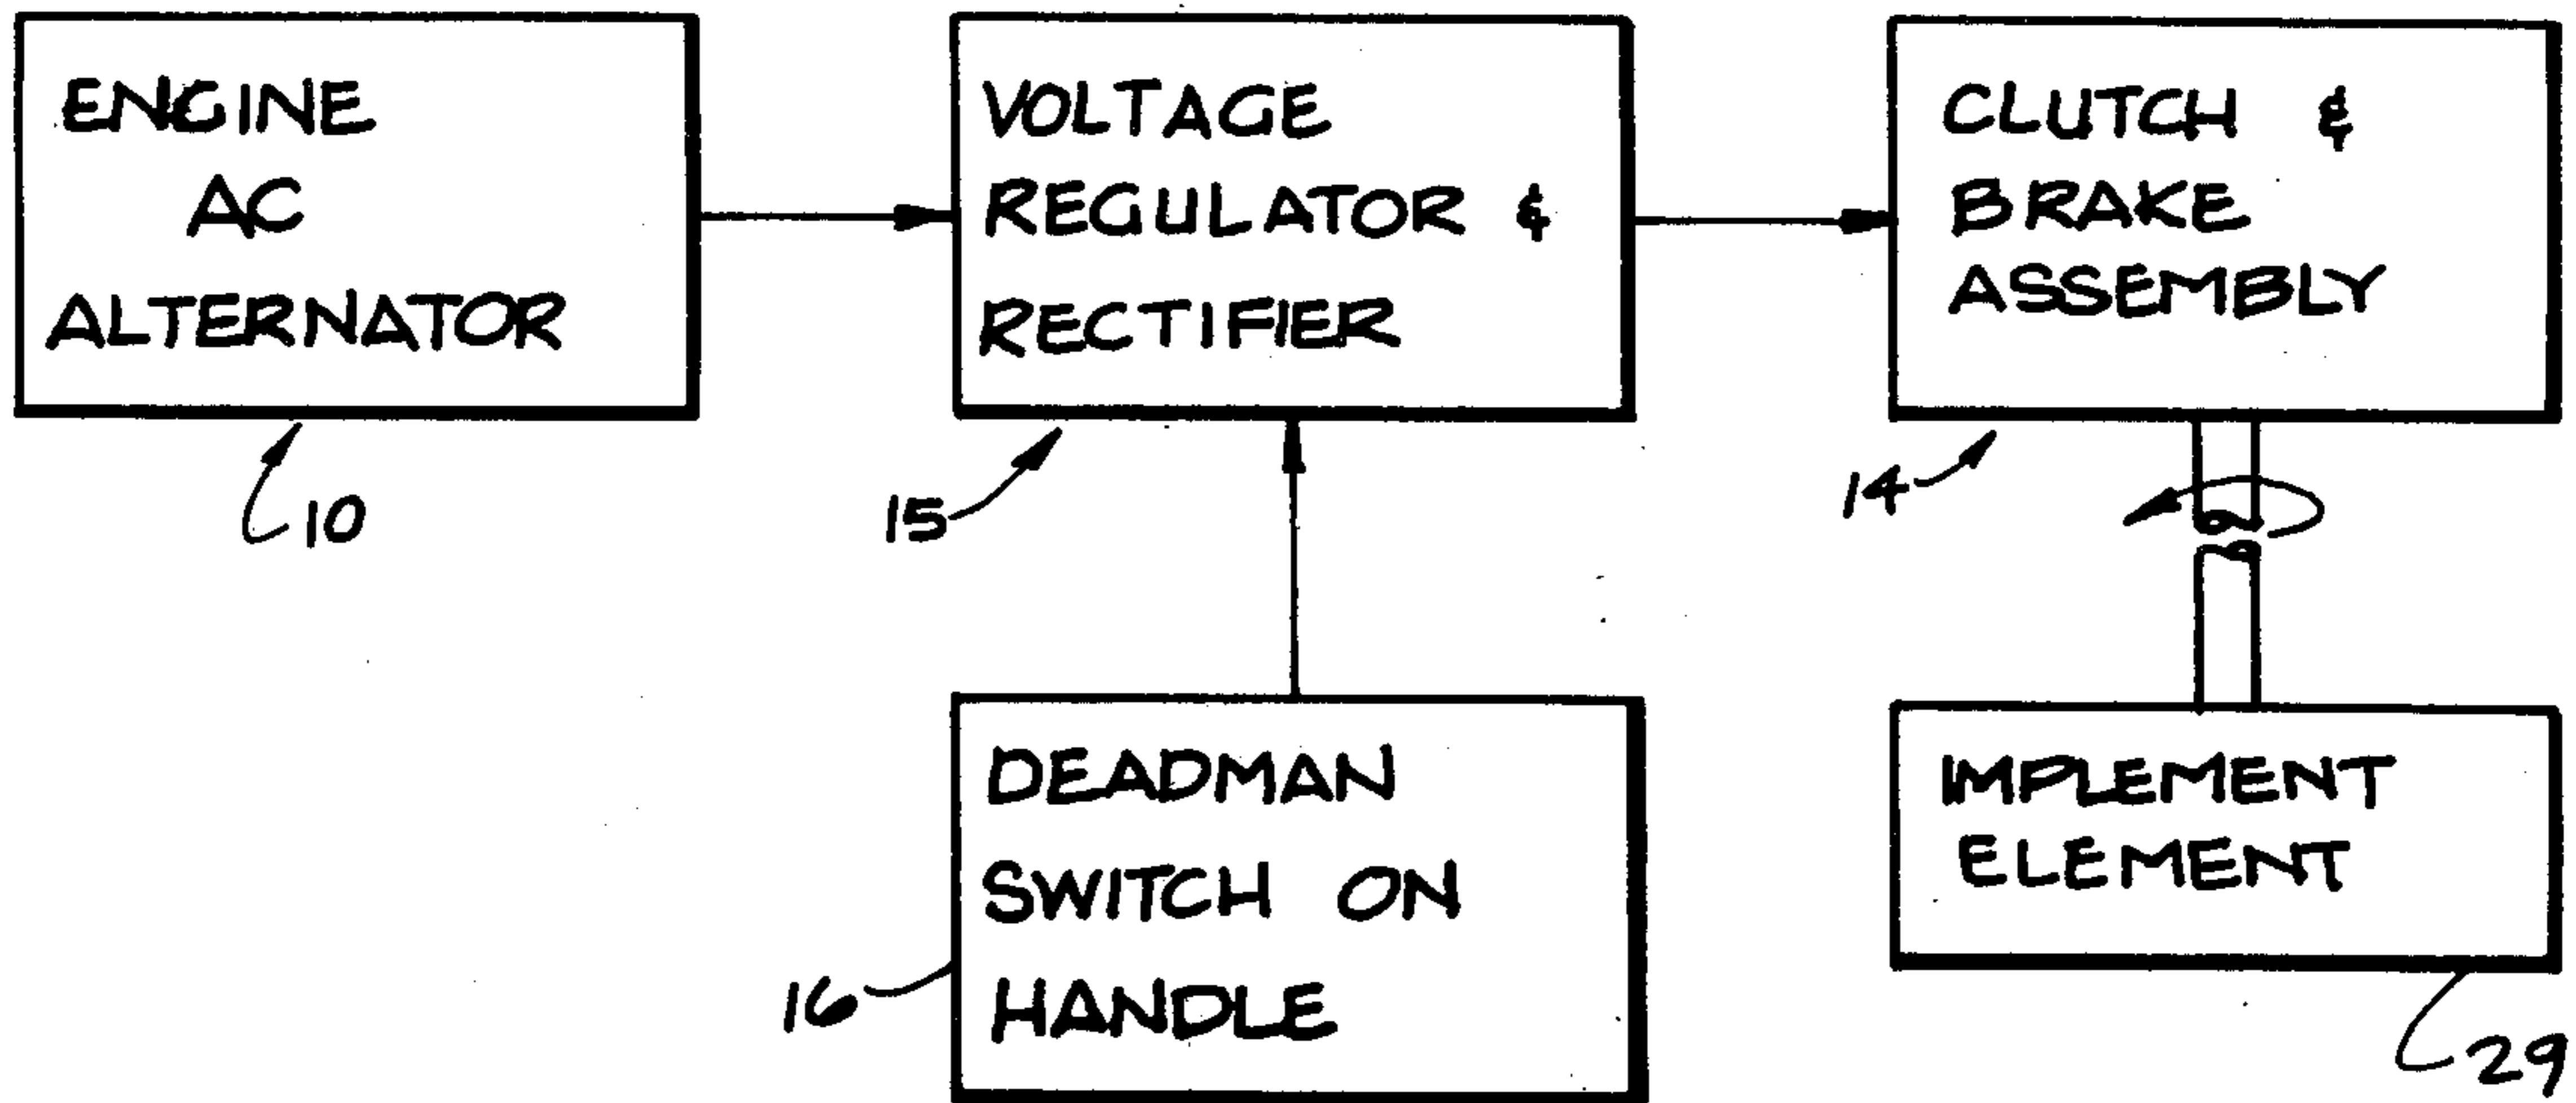 ENGINE
AC
ALTERNATOR
10
VOLTAGE
REGULATOR &
RECTIFIER
15
CLUTCH &
BRAKE
ASSEMBLY
14
DEADMAN
SWITCH ON
HANDLE
16
IMPLEMENT
ELEMENT
29